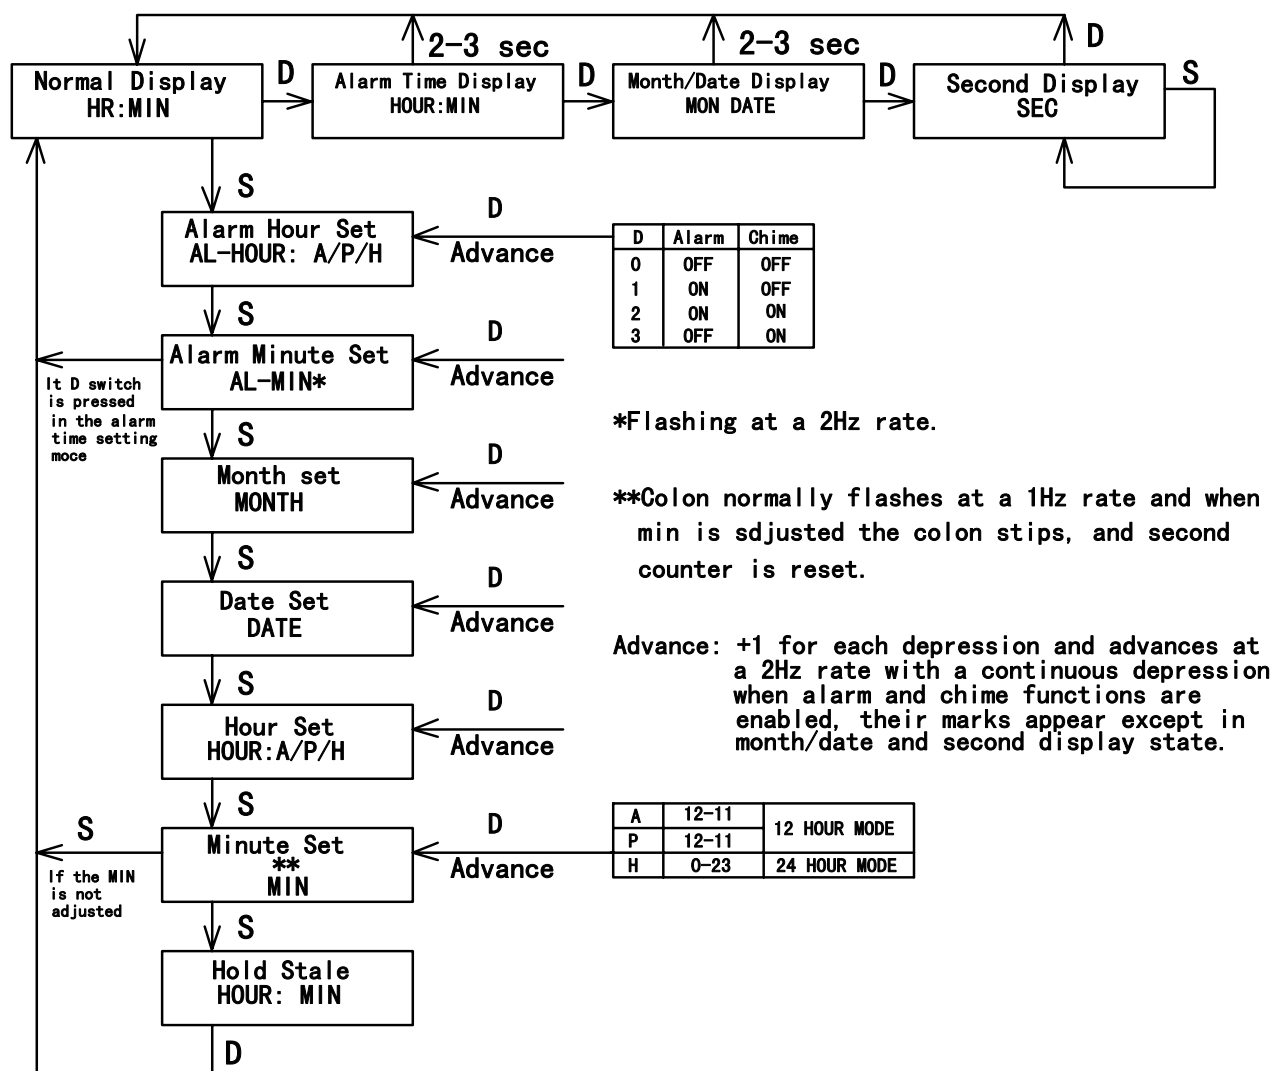 2-3 sec
2-3 sec
D
Normal Display
HR:MIN
D
Alarm Time Display
HOUR:MIN
D
Month/Date Display
MON DATE
D
Second Display
SEC
S
S
Alarm Hour Set
AL-HOUR: A/P/H
D
Advance
D Alarm Chime
0 OFF OFF
1 ON OFF
2 ON ON
3 OFF ON
S
Alarm Minute Set
AL-MIN*
D
Advance
It D switch
is pressed
in the alarm
time setting
moce
*Flashing at a 2Hz rate.
S
Month set
MONTH
D
Advance
**Colon normally flashes at a 1Hz rate and when
min is sdjusted the colon stips, and second
counter is reset.
S
Date Set
DATE
D
Advance
Advance: +1 for each depression and advances at
a 2Hz rate with a continuous depression
when alarm and chime functions are
enabled, their marks appear except in
month/date and second display state.
S
Hour Set
HOUR:A/P/H
D
Advance
S
S
Minute Set
**
MIN
D
Advance
A 12-11 12 HOUR MODE
P 12-11
H 0-23 24 HOUR MODE
If the MIN
is not
adjusted
S
Hold Stale
HOUR: MIN
D